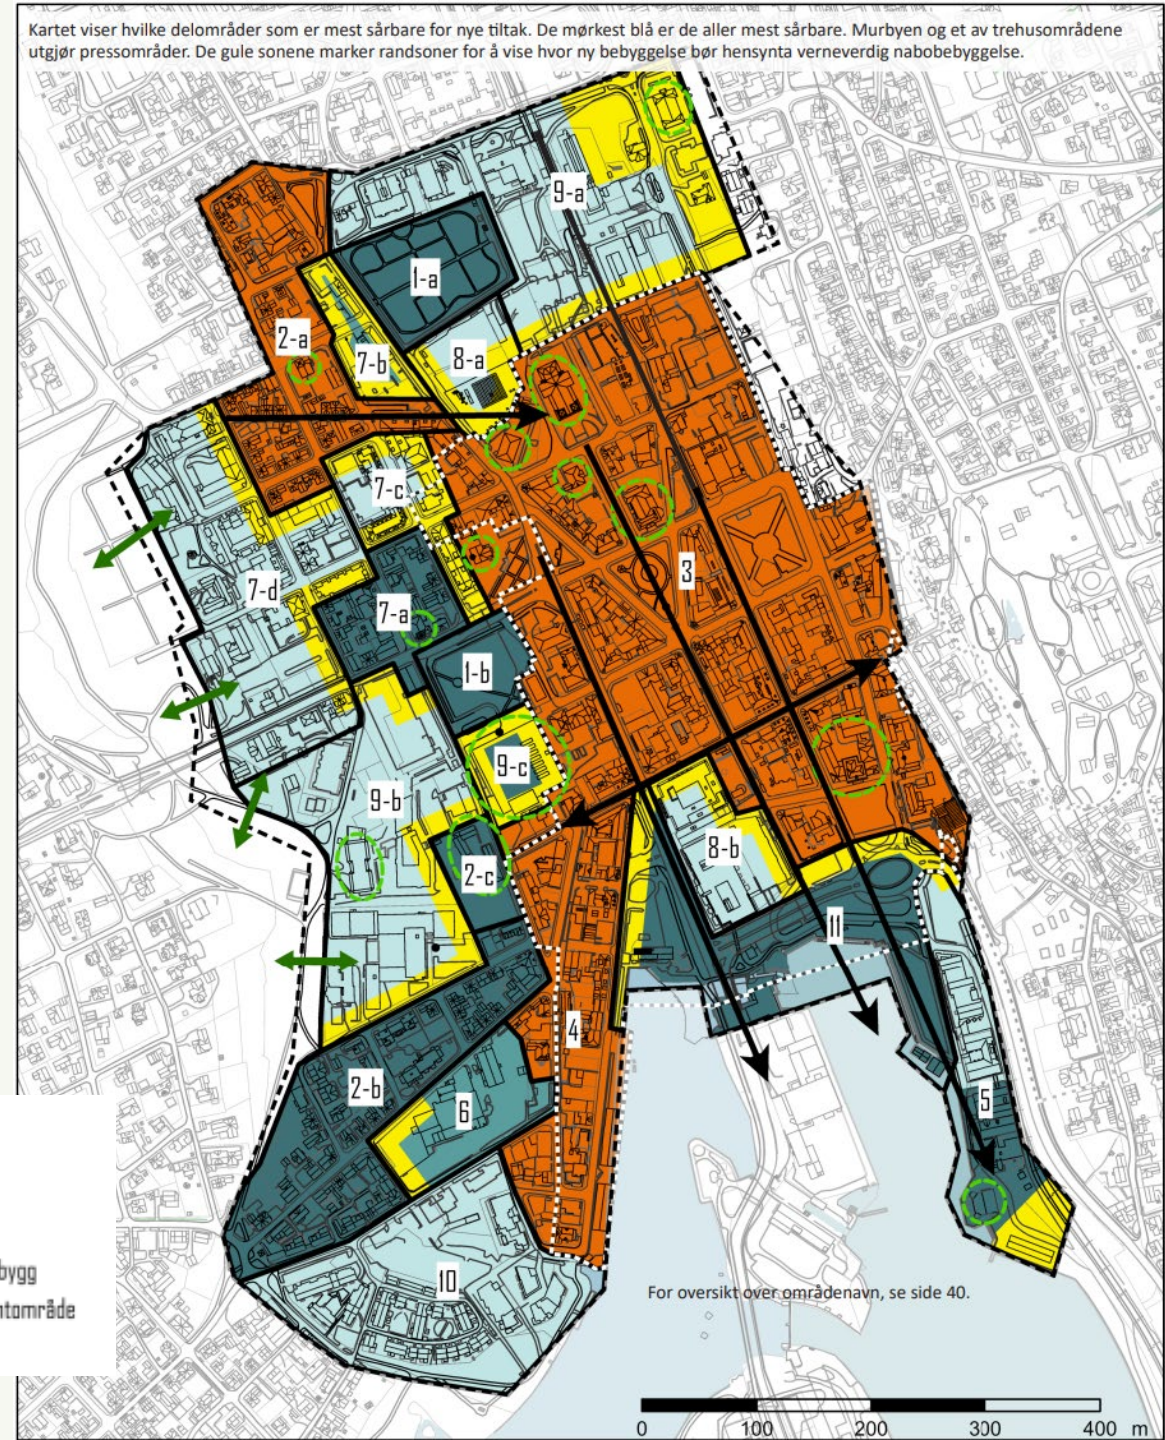 Kartet viser hvilke delområder som er mest sårbare for nye tiltak. De mørkest blå er de aller mest sårbare. Murbyen og et av trehusområdene
utgjør pressområder. De gule sonene marker randsoner for å vise hvor ny bebyggelse bør hensynta verneverdig nabobebyggelse.
9-a
1-a
2-a
7-b
8-a
7-c
3
7-d
7-a
1-b
9-c
9-b
8-b
2-c
11
4
2-b
6
5
bygg
ntområde
10
For oversikt over områdenavn, se side 40.
0 100 200 300 400 m